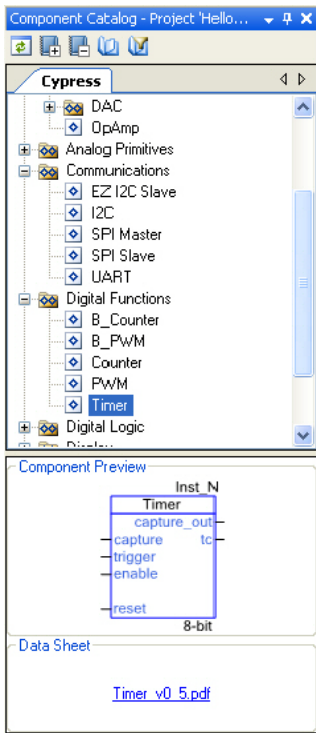 Component Catalog - Project 'Hello...
Cypress
DAC
OpAmp
Analog Primitives
Communications
EZ I2C Slave
I2C
SPI Master
SPI Slave
UART
Digital Functions
B_Counter
B_PWM
Counter
PWM
Timer
Digital Logic
Display
Component Preview
Inst_N
Timer
capture_out
capture tc
trigger
enable
reset
8-bit
Data Sheet
Timer_v0_5.pdf